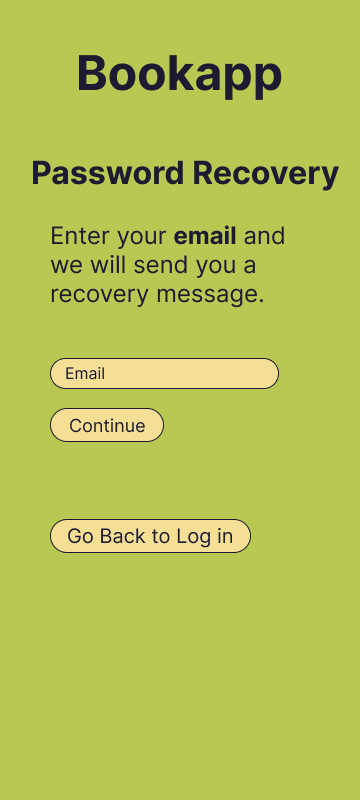 Bookapp
Password Recovery
Enter your email and
we will send you a
recovery message.
Email
Continue
Go Back to Log in